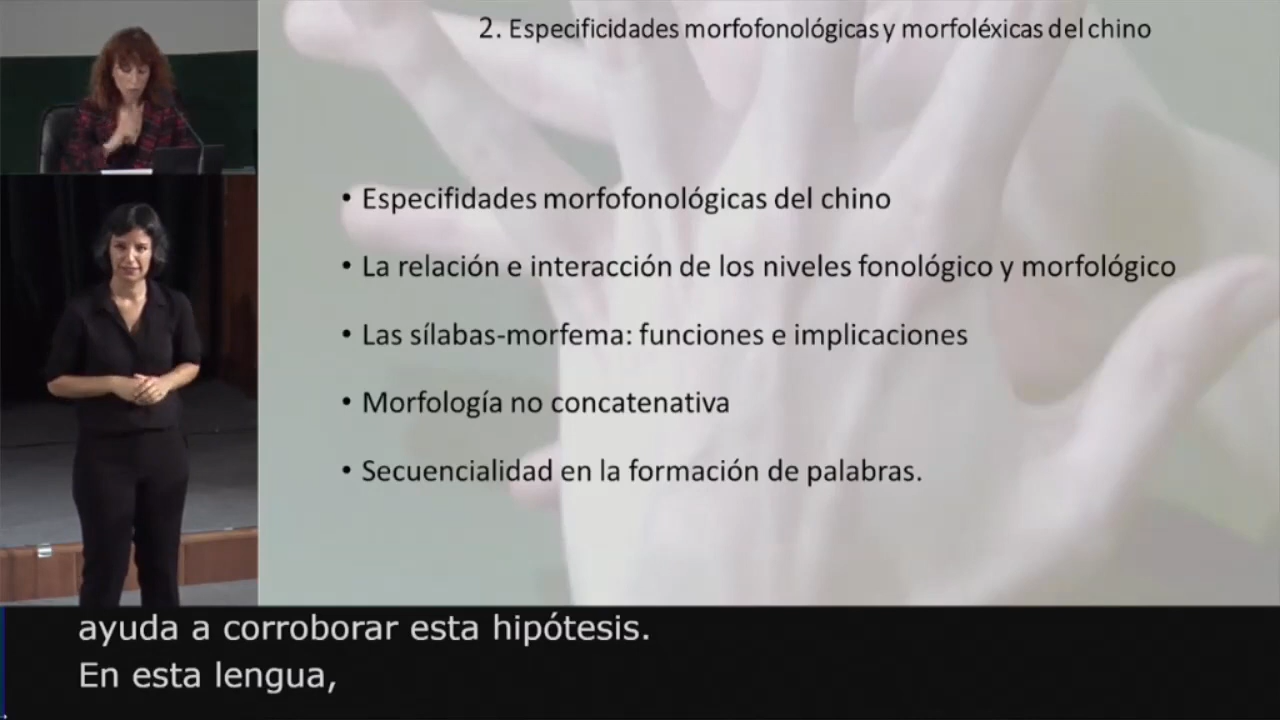 2. Especificidades morfofonológicas y morfoléxicas del chino
• Especifidades morfofonológicas del chino
• La relación e interacción de los niveles fonológico y morfológico
• Las sílabas-morfema: funciones e implicaciones
• Morfología no concatenativa
• Secuencialidad en la formación de palabras.
ayuda a corroborar esta hipótesis.
En esta lengua,